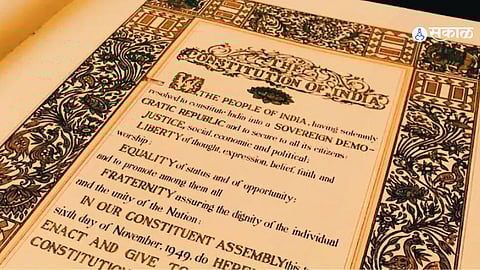 सकाळ
THE
CONSTITUTION OF INDIA
WE, THE PEOPLE OF INDIA, having solemnly
resolved to constitute India into a SOVEREIGN DEMO-
CRATIC REPUBLIC and to secure to all its citizens:
JUSTICE, social, economic and political;
LIBERTY of thought, expression, belief, faith and
worship;
EQUALITY of status and of opportunity;
and to promote among them all
FRATERNITY assuring the dignity of the individual
and the unity of the Nation;
IN OUR CONSTITUENT ASSEMBLY this
sixth day of November, 1949, do HEREBY
ENACT AND GIVE TO
CONSTITUTION